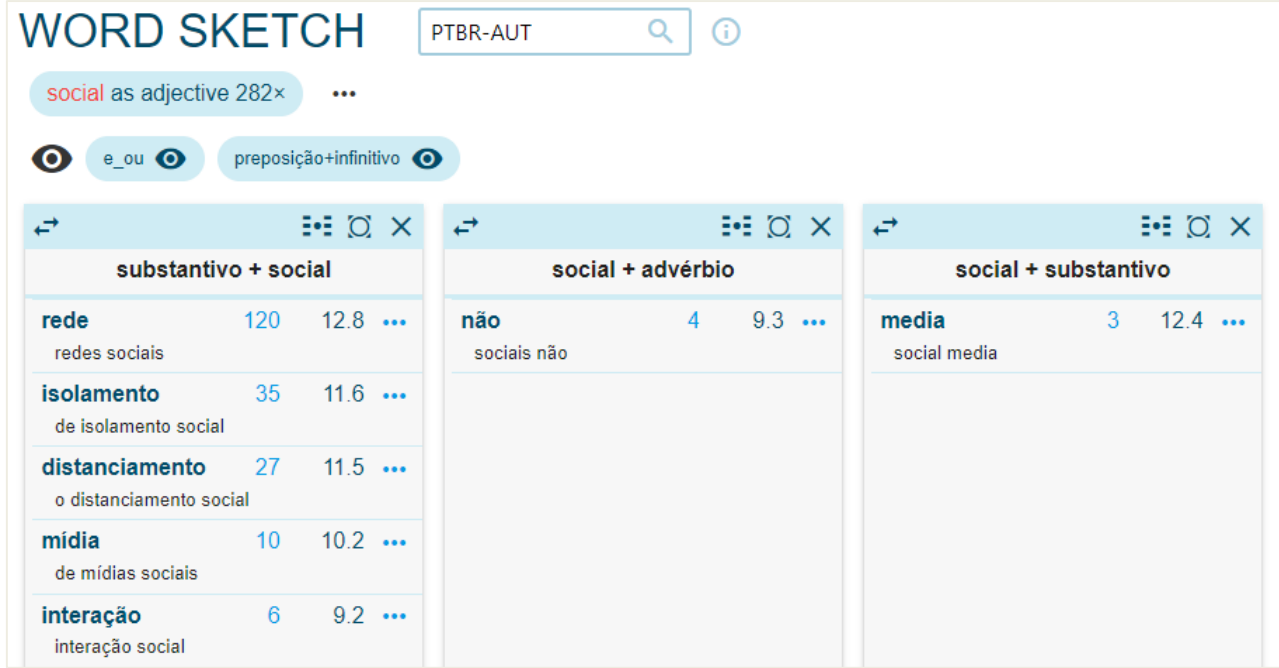 WORD SKETCH
PTBR-AUT
social as adjective 282×
e_ou
preposição+infinitivo
substantivo + social
rede 120 12.8
redes sociais
isolamento 35 11.6
de isolamento social
distanciamento 27 11.5
o distanciamento social
mídia 10 10.2
de mídias sociais
interação 6 9.2
interação social
social + advérbio
não 4 9.3
sociais não
social + substantivo
media 3 12.4
social media